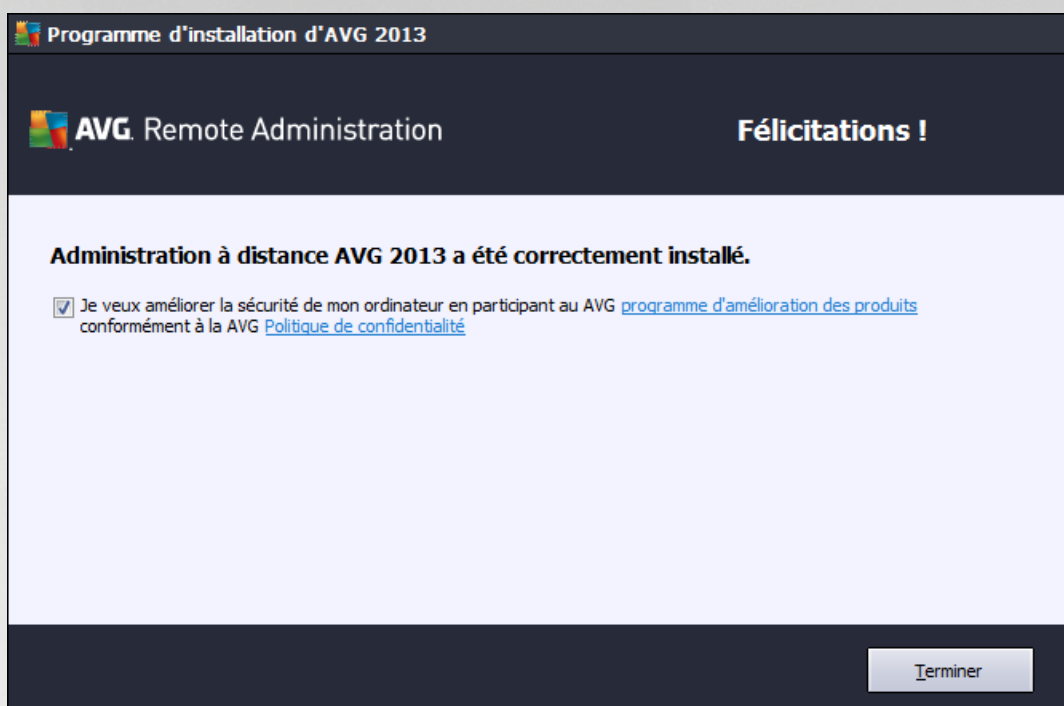 Programme d'installation d'AVG 2013
AVG. Remote Administration
Félicitations !
Administration à distance AVG 2013 a été correctement installé.
Je veux améliorer la sécurité de mon ordinateur en participant au AVG programme d'amélioration des produits
conformément à la AVG Politique de confidentialité
Terminer